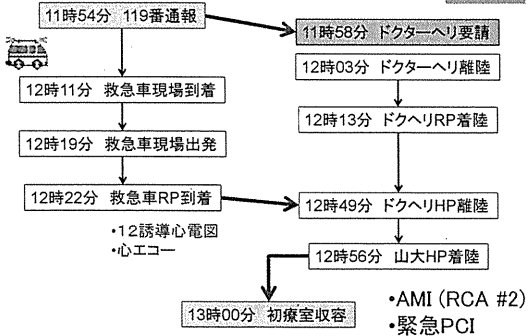 11時54分 119番通報
11時58分 ドクターヘリ要請
12時03分 ドクターヘリ離陸
12時11分 救急車現場到着
12時13分 ドクヘリRP着陸
12時19分 救急車現場出発
12時22分 救急車RP到着
12時49分 ドクヘリHP離陸
・12誘導心電図
・心エコー
12時56分 山大HP着陸
13時00分 初療室収容
・AMI (RCA #2)
・緊急PCI